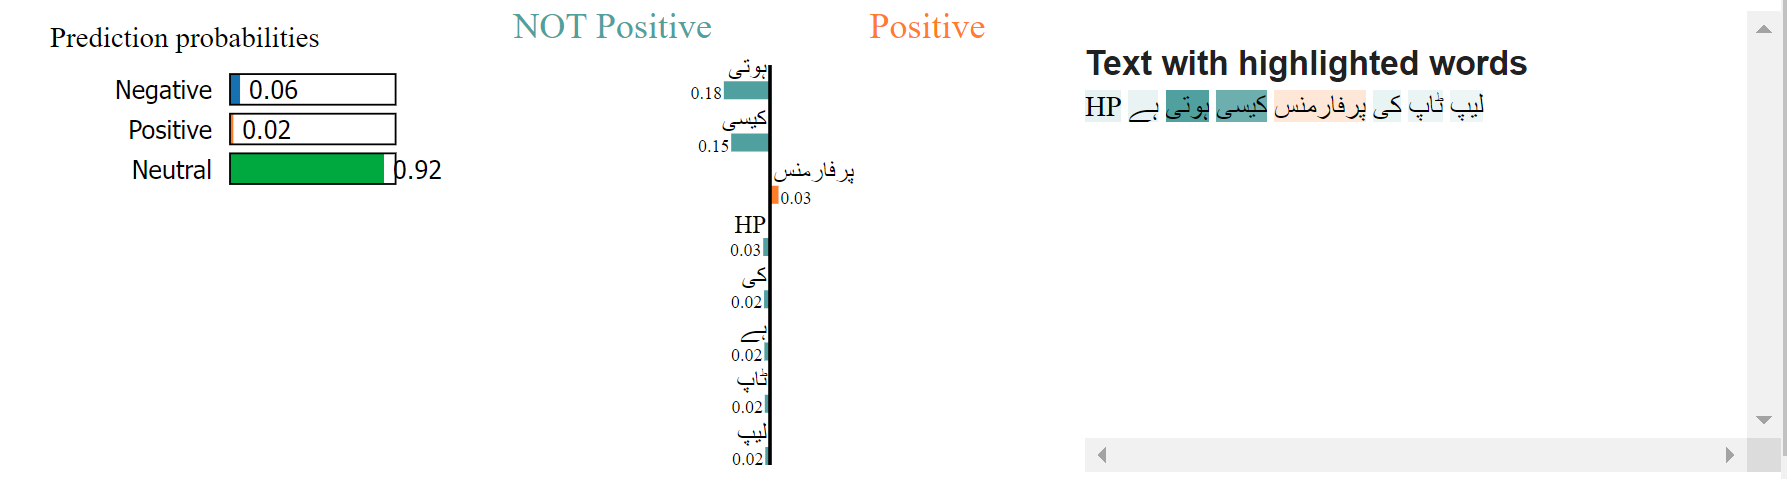 Prediction probabilities
Negative 0.06
Positive 0.02
Neutral 0.92
NOT Positive Positive
ہوتی
0.18
کیسی
0.15
پرفارمنس
0.03
HP
0.03
کی
0.02
ہے
0.02
ٹاپ
0.02
لیپ
0.02
Text with highlighted words
HP لیپ ٹاپ کی پرفارمنس کیسی ہوتی ہے